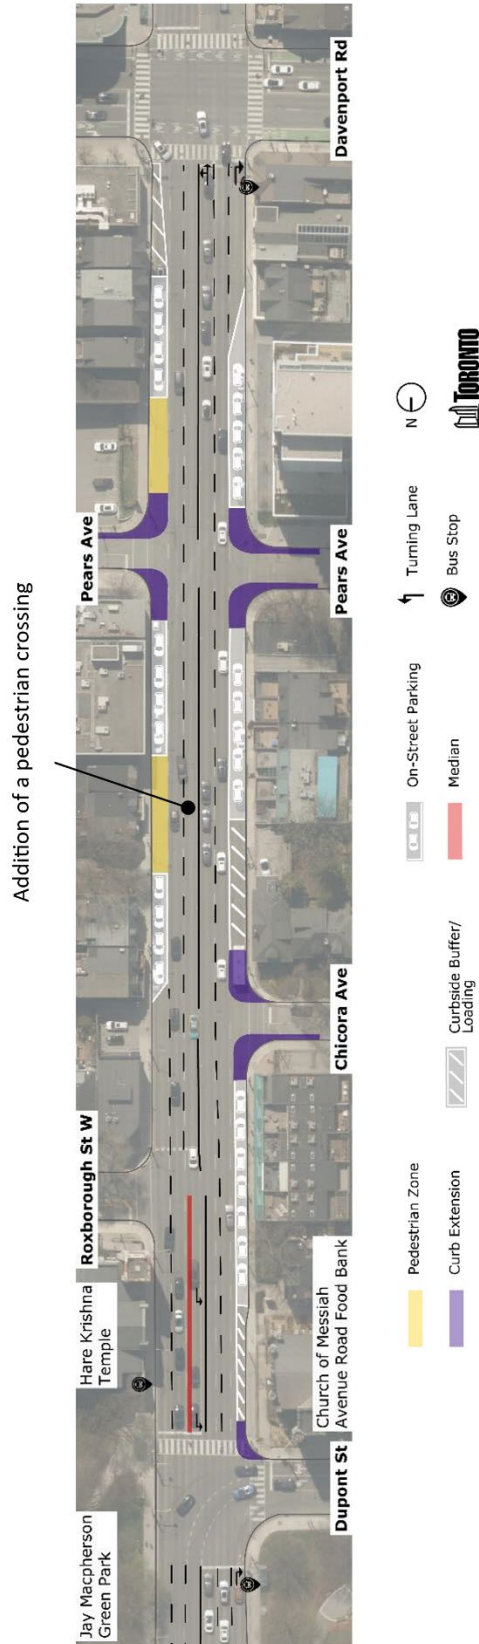 Addition of a pedestrian crossing
Jay Macpherson
Green Park
Hare Krishna
Temple
Roxborough St W
Pears Ave
Dupont St
Church of Messiah
Avenue Road Food Bank
Chicora Ave
Pears Ave
Davenport Rd
Pedestrian Zone
Curb Extension
Curbside Buffer/
Loading
On-Street Parking
Median
Turning Lane
Bus Stop
N
TORONTO